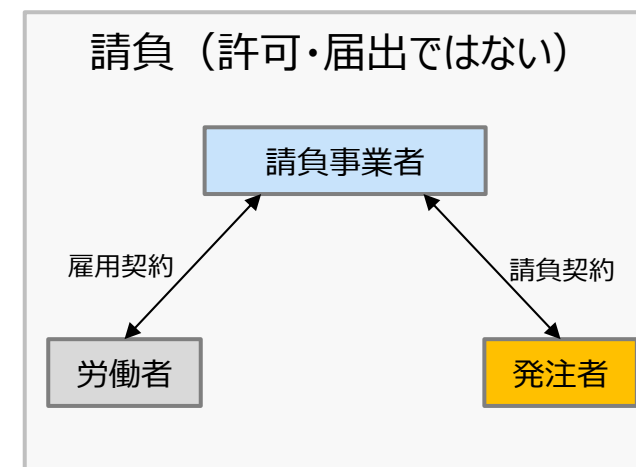 請負（許可・届出ではない）
請負事業者
雇用契約
請負契約
労働者
発注者